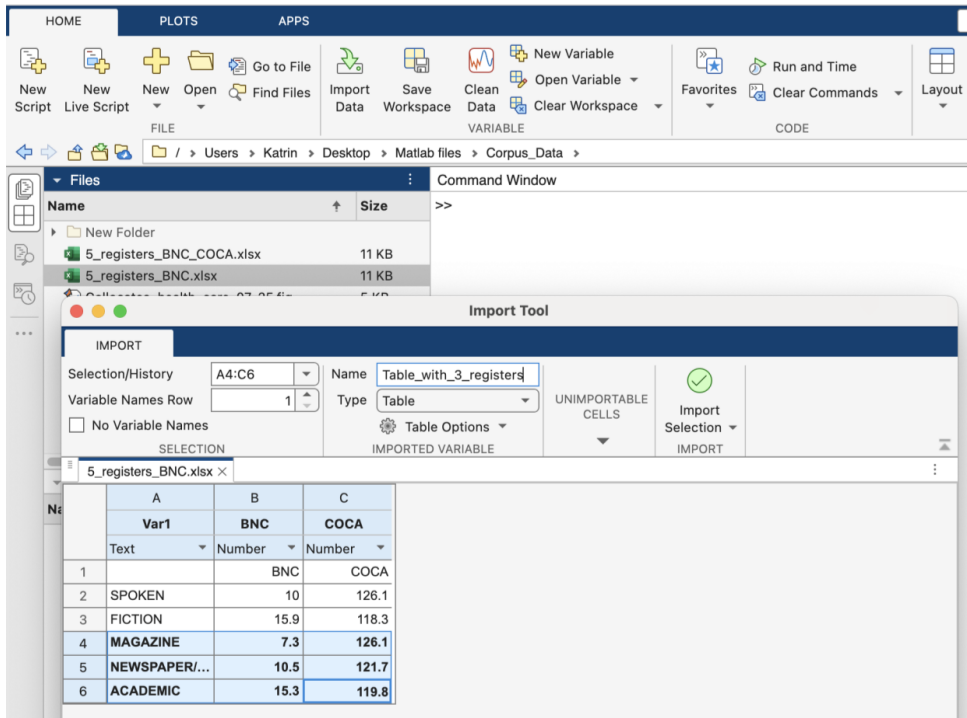 HOME PLOTS APPS
New Script
New Live Script
New
Open
Go to File
Find Files
Import Data
Save Workspace
Clean Data
New Variable
Open Variable
Clear Workspace
Favorites
Run and Time
Clear Commands
Layout
FILE VARIABLE CODE
/ > Users > Katrin > Desktop > Matlab files > Corpus_Data >
Files
Command Window
Name Size
>>
New Folder
5_registers_BNC_COCA.xlsx 11 KB
5_registers_BNC.xlsx 11 KB
Import Tool
IMPORT
Selection/History A4:C6 Name Table_with_3_registers
Variable Names Row 1 Type Table
No Variable Names Table Options
UNIMPORTABLE CELLS
Import Selection
SELECTION IMPORTED VARIABLE IMPORT
5_registers_BNC.xlsx
A B C
Var1 BNC COCA
Text Number Number
1 BNC COCA
2 SPOKEN 10 126.1
3 FICTION 15.9 118.3
4 MAGAZINE 7.3 126.1
5 NEWSPAPER/... 10.5 121.7
6 ACADEMIC 15.3 119.8